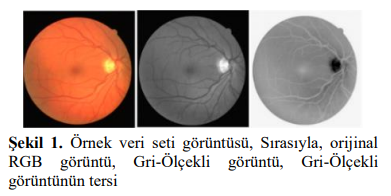 Şekil 1. Örnek veri seti görüntüsü, Sırasıyla, orijinal
RGB görüntü, Gri-Ölçekli görüntü, Gri-Ölçekli
görüntünün tersi